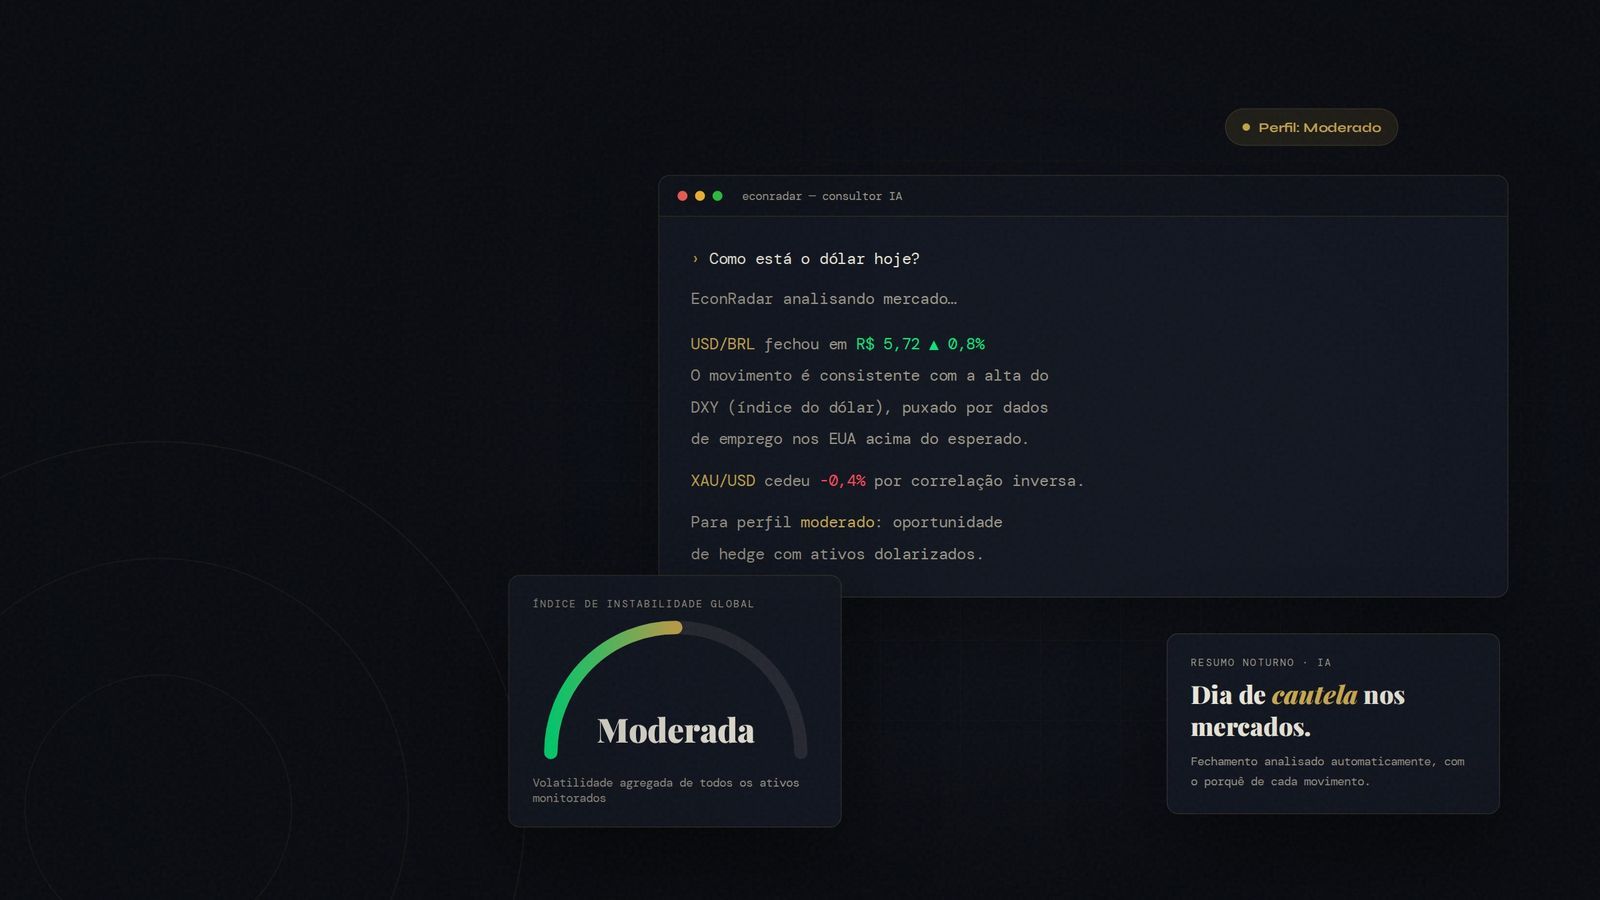 Perfil: Moderado
econradar — consultor IA
› Como está o dólar hoje?
EconRadar analisando mercado…
USD/BRL fechou em R$ 5,72 ▲ 0,8%
O movimento é consistente com a alta do
DXY (índice do dólar), puxado por dados
de emprego nos EUA acima do esperado.
XAU/USD cedeu -0,4% por correlação inversa.
Para perfil moderado: oportunidade
de hedge com ativos dolarizados.
ÍNDICE DE INSTABILIDADE GLOBAL
Moderada
Volatilidade agregada de todos os ativos
monitorados
RESUMO NOTURNO · IA
Dia de cautela nos
mercados.
Fechamento analisado automaticamente, com
o porquê de cada movimento.